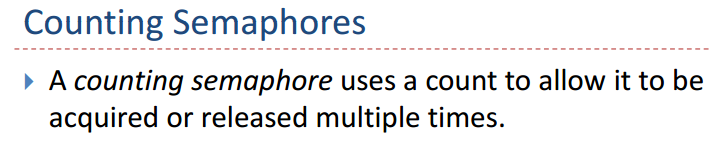 Counting Semaphores
A counting semaphore uses a count to allow it to be
acquired or released multiple times.